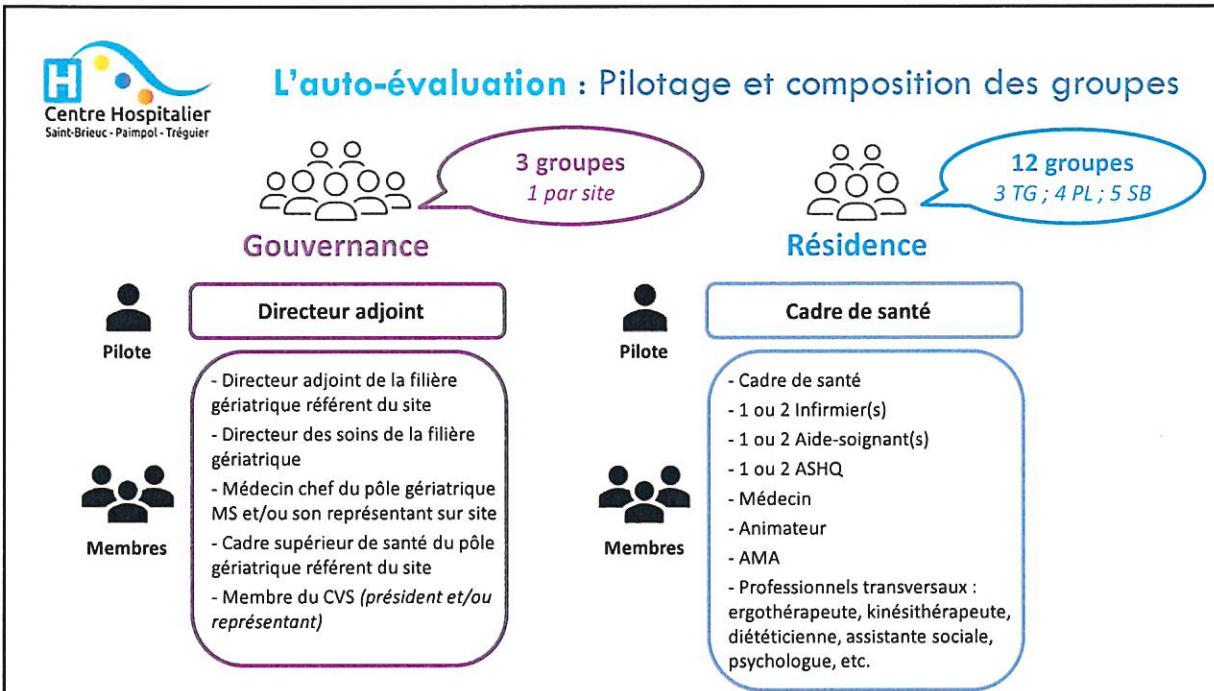 H
Centre Hospitalier
Saint-Brieuc - Paimpol - Tréguier
L'auto-évaluation : Pilotage et composition des groupes
3 groupes
1 par site
Gouvernance
Pilote
Directeur adjoint
Membres
- Directeur adjoint de la filière
gériatrique référent du site
- Directeur des soins de la filière
gériatrique
- Médecin chef du pôle gériatrique
MS et/ou son représentant sur site
- Cadre supérieur de santé du pôle
gériatrique référent du site
- Membre du CVS (président et/ou
représentant)
12 groupes
3 TG ; 4 PL ; 5 SB
Résidence
Pilote
Cadre de santé
Membres
- Cadre de santé
- 1 ou 2 Infirmier(s)
- 1 ou 2 Aide-soignant(s)
- 1 ou 2 ASHQ
- Médecin
- Animateur
- AMA
- Professionnels transversaux :
ergothérapeute, kinésithérapeute,
diététicienne, assistante sociale,
psychologue, etc.